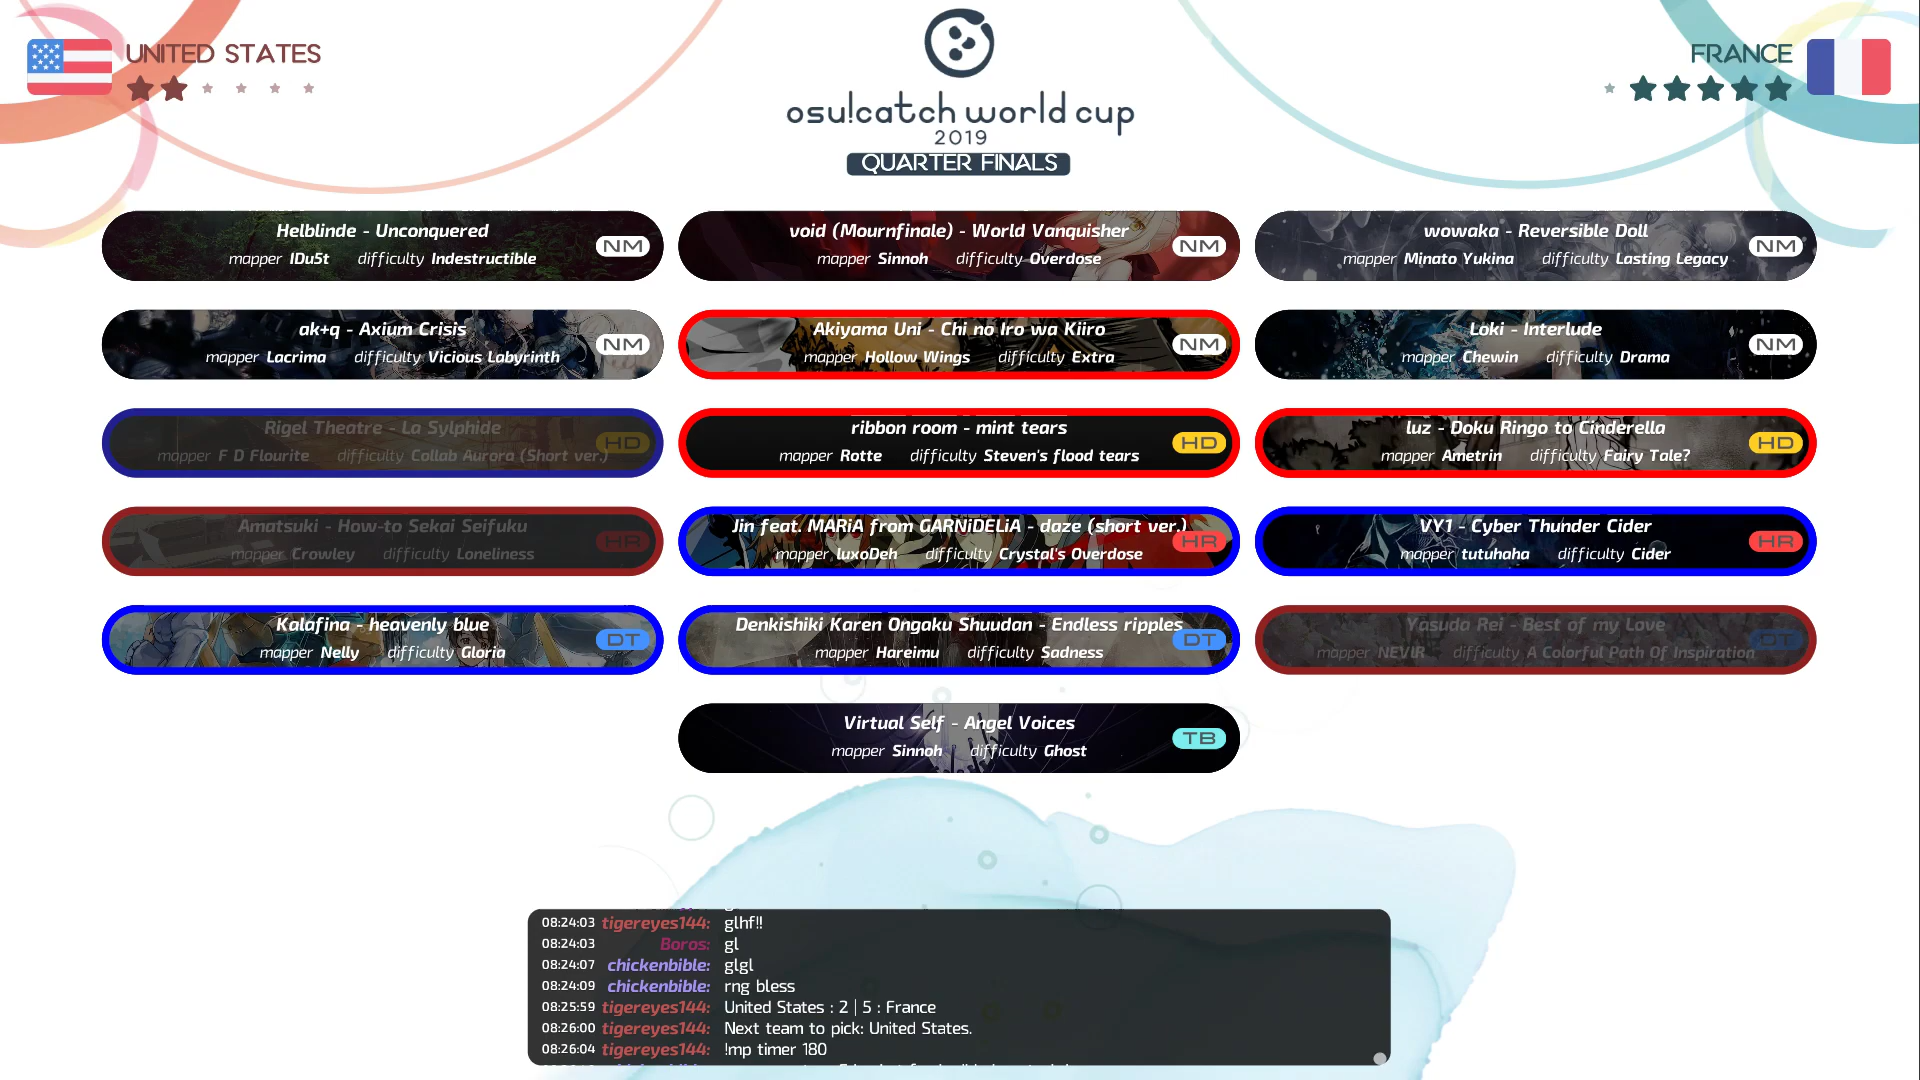 UNITED STATES
FRANCE
osu!catch world cup
2019
QUARTER FINALS
Helblinde - Unconquered
mapper IDu5t difficulty Indestructible
NM
void (Mournfinale) - World Vanquisher
mapper Sinnoh difficulty Overdose
NM
wowaka - Reversible Doll
mapper Minato Yukina difficulty Lasting Legacy
NM
ak+q - Axium Crisis
mapper Lacrima difficulty Vicious Labyrinth
NM
Akiyama Uni - Chi no Iro wa Kiiro
mapper Hollow Wings difficulty Extra
NM
Loki - Interlude
mapper Chewin difficulty Drama
NM
Rigel Theatre - La Sylphide
mapper F D Flourite difficulty Collab Aurora (Short ver.)
HD
ribbon room - mint tears
mapper Rotte difficulty Steven's flood tears
HD
luz - Doku Ringo to Cinderella
mapper Ametrin difficulty Fairy Tale?
HD
Amatsuki - How-to Sekai Seifuku
mapper Crowley difficulty Loneliness
HR
Jin feat. MARiA from GARNiDELiA - daze (short ver.)
mapper luxoDeh difficulty Crystal's Overdose
HR
VY1 - Cyber Thunder Cider
mapper tutuhaha difficulty Cider
HR
Kalafina - heavenly blue
mapper Nelly difficulty Gloria
DT
Denkishiki Karen Ongaku Shuudan - Endless ripples
mapper Hareimu difficulty Sadness
DT
Yasuda Rei - Best of my Love
mapper NEVIR difficulty A Colorful Path Of Inspiration
DT
Virtual Self - Angel Voices
mapper Sinnoh difficulty Ghost
TB
08:24:03 tigereyes144: glhf!!
08:24:03 Boros: gl
08:24:07 chickenbible: glgl
08:24:09 chickenbible: rng bless
08:25:59 tigereyes144: United States : 2 | 5 : France
08:26:00 tigereyes144: Next team to pick: United States.
08:26:04 tigereyes144: !mp timer 180